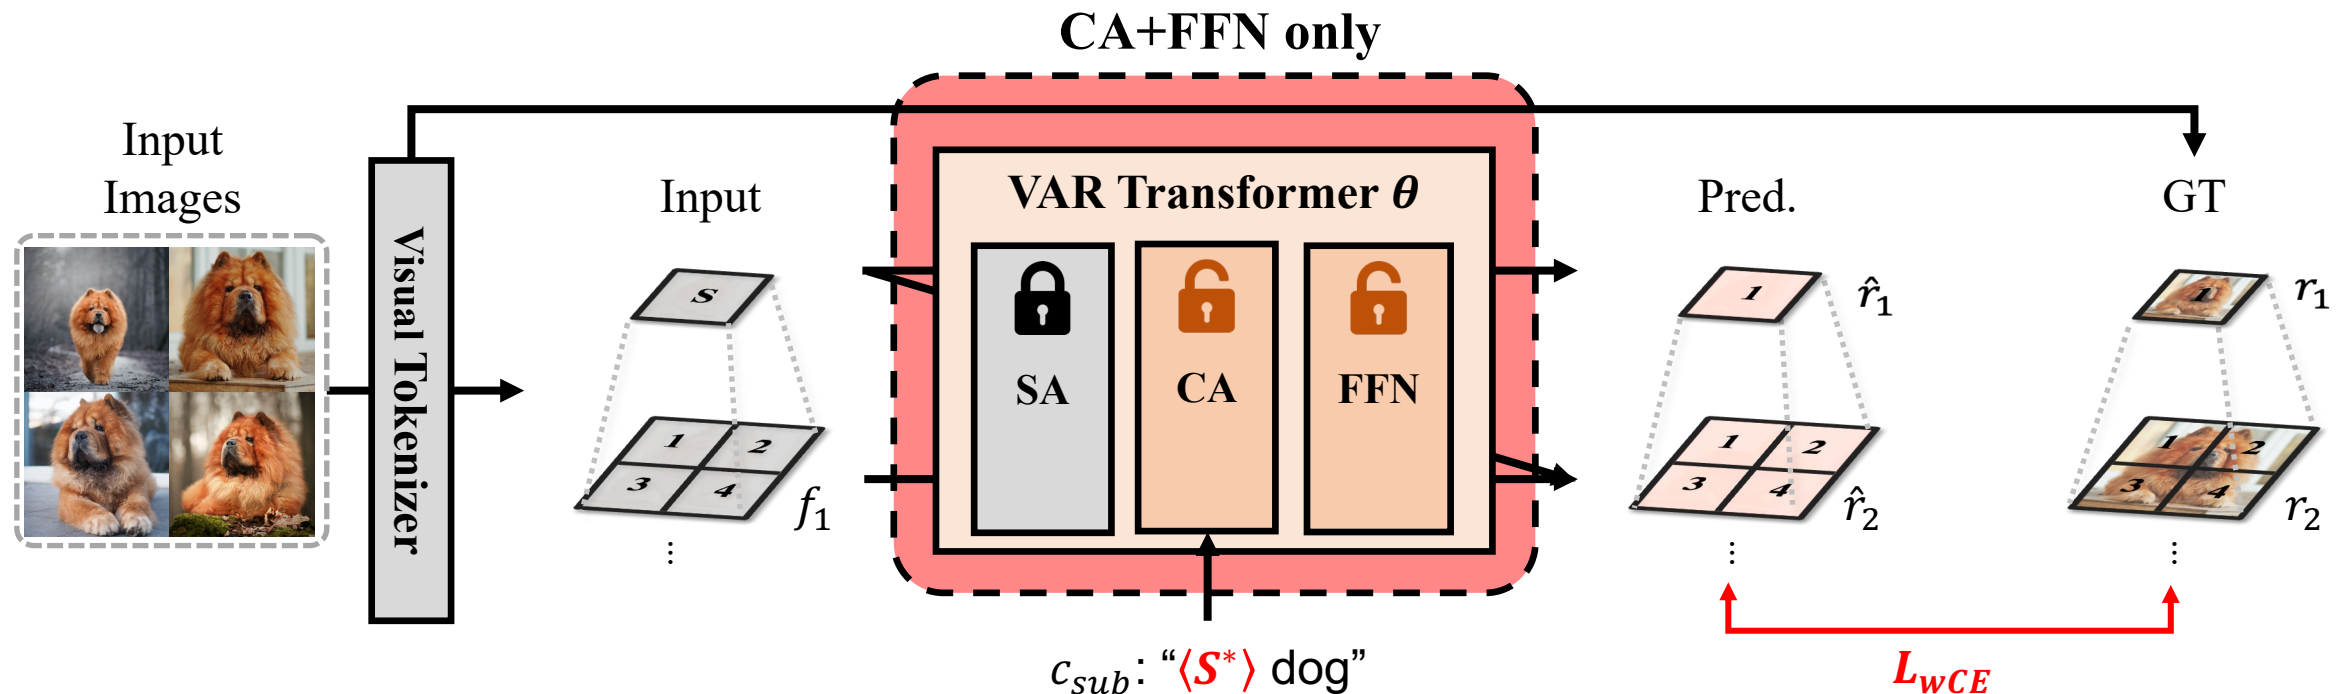 CA+FFN only
Input
Images
Visual Tokenizer
Input
S
1 2
3 4
f₁
⋮
VAR Transformer θ
SA
CA
FFN
c_sub: “⟨S*⟩ dog”
Pred.
1
r̂₁
1 2
3 4
r̂₂
⋮
GT
1
r₁
1 2
3 4
r₂
⋮
L_wCE